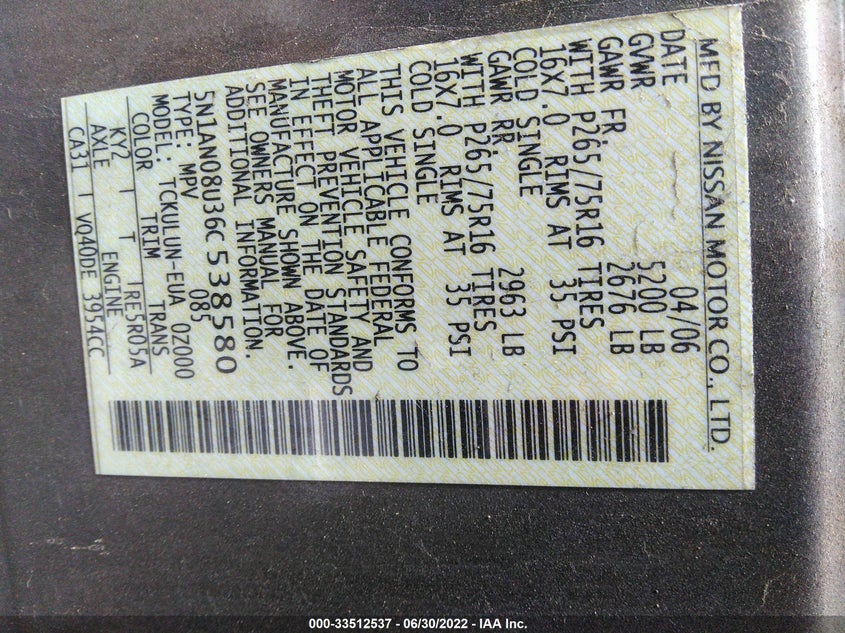 MFD BY NISSAN MOTOR CO., LTD.
DATE 04/06
GVWR 5200 LB
GAWR FR. 2676 LB
WITH P265/75R16 TIRES
16X7.0 RIMS AT 35 PSI
COLD SINGLE
GAWR RR. 2963 LB
WITH P265/75R16 TIRES
16X7.0 RIMS AT 35 PSI
COLD SINGLE
THIS VEHICLE CONFORMS TO
ALL APPLICABLE FEDERAL
MOTOR VEHICLE SAFETY AND
THEFT PREVENTION STANDARDS
IN EFFECT ON THE DATE OF
MANUFACTURE SHOWN ABOVE.
SEE OWNERS MANUAL FOR
ADDITIONAL INFORMATION.
5N1AN08U36C538580
TYPE: MPV 085
MODEL: TCKULUN-EUA 0Z000
COLOR TRIM TRANS
KY2 T RE5R05A
AXLE ENGINE
CA31 VQ40DE 3954CC
000-33512537 - 06/30/2022 - IAA Inc.